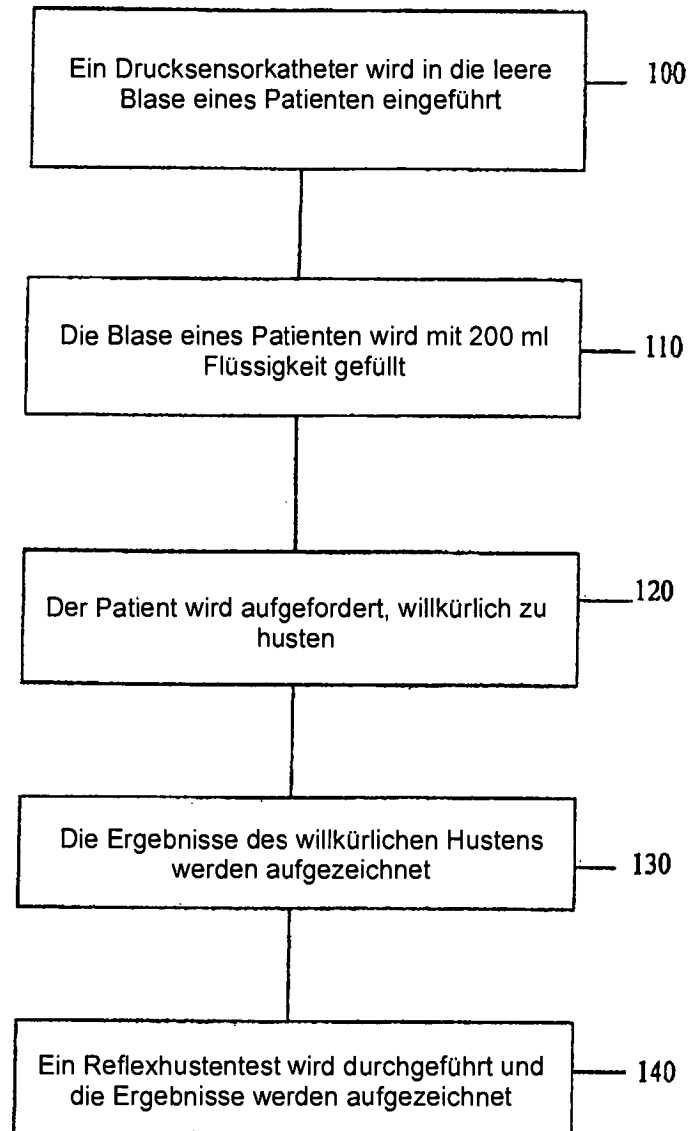 Ein Drucksensorkatheter wird in die leere
Blase eines Patienten eingeführt
100
Die Blase eines Patienten wird mit 200 ml
Flüssigkeit gefüllt
110
Der Patient wird aufgefordert, willkürlich zu
husten
120
Die Ergebnisse des willkürlichen Hustens
werden aufgezeichnet
130
Ein Reflexhustentest wird durchgeführt und
die Ergebnisse werden aufgezeichnet
140